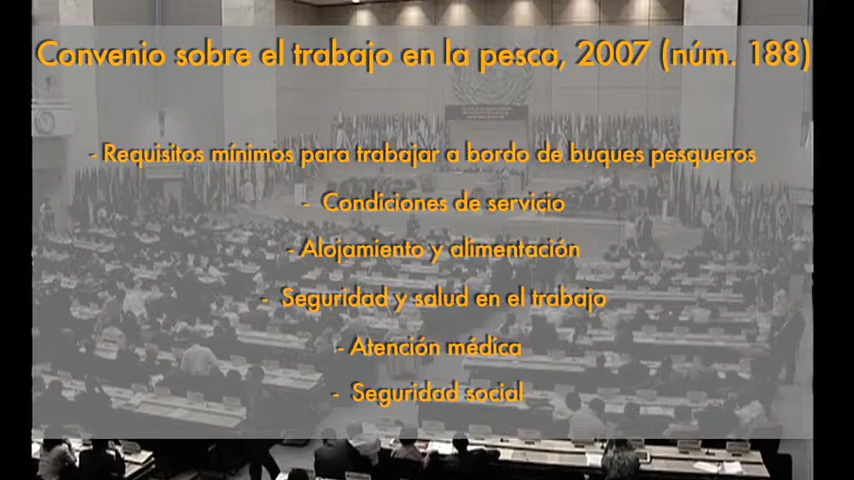 Convenio sobre el trabajo en la pesca, 2007 (núm. 188)
- Requisitos mínimos para trabajar a bordo de buques pesqueros
- Condiciones de servicio
- Alojamiento y alimentación
- Seguridad y salud en el trabajo
- Atención médica
- Seguridad social